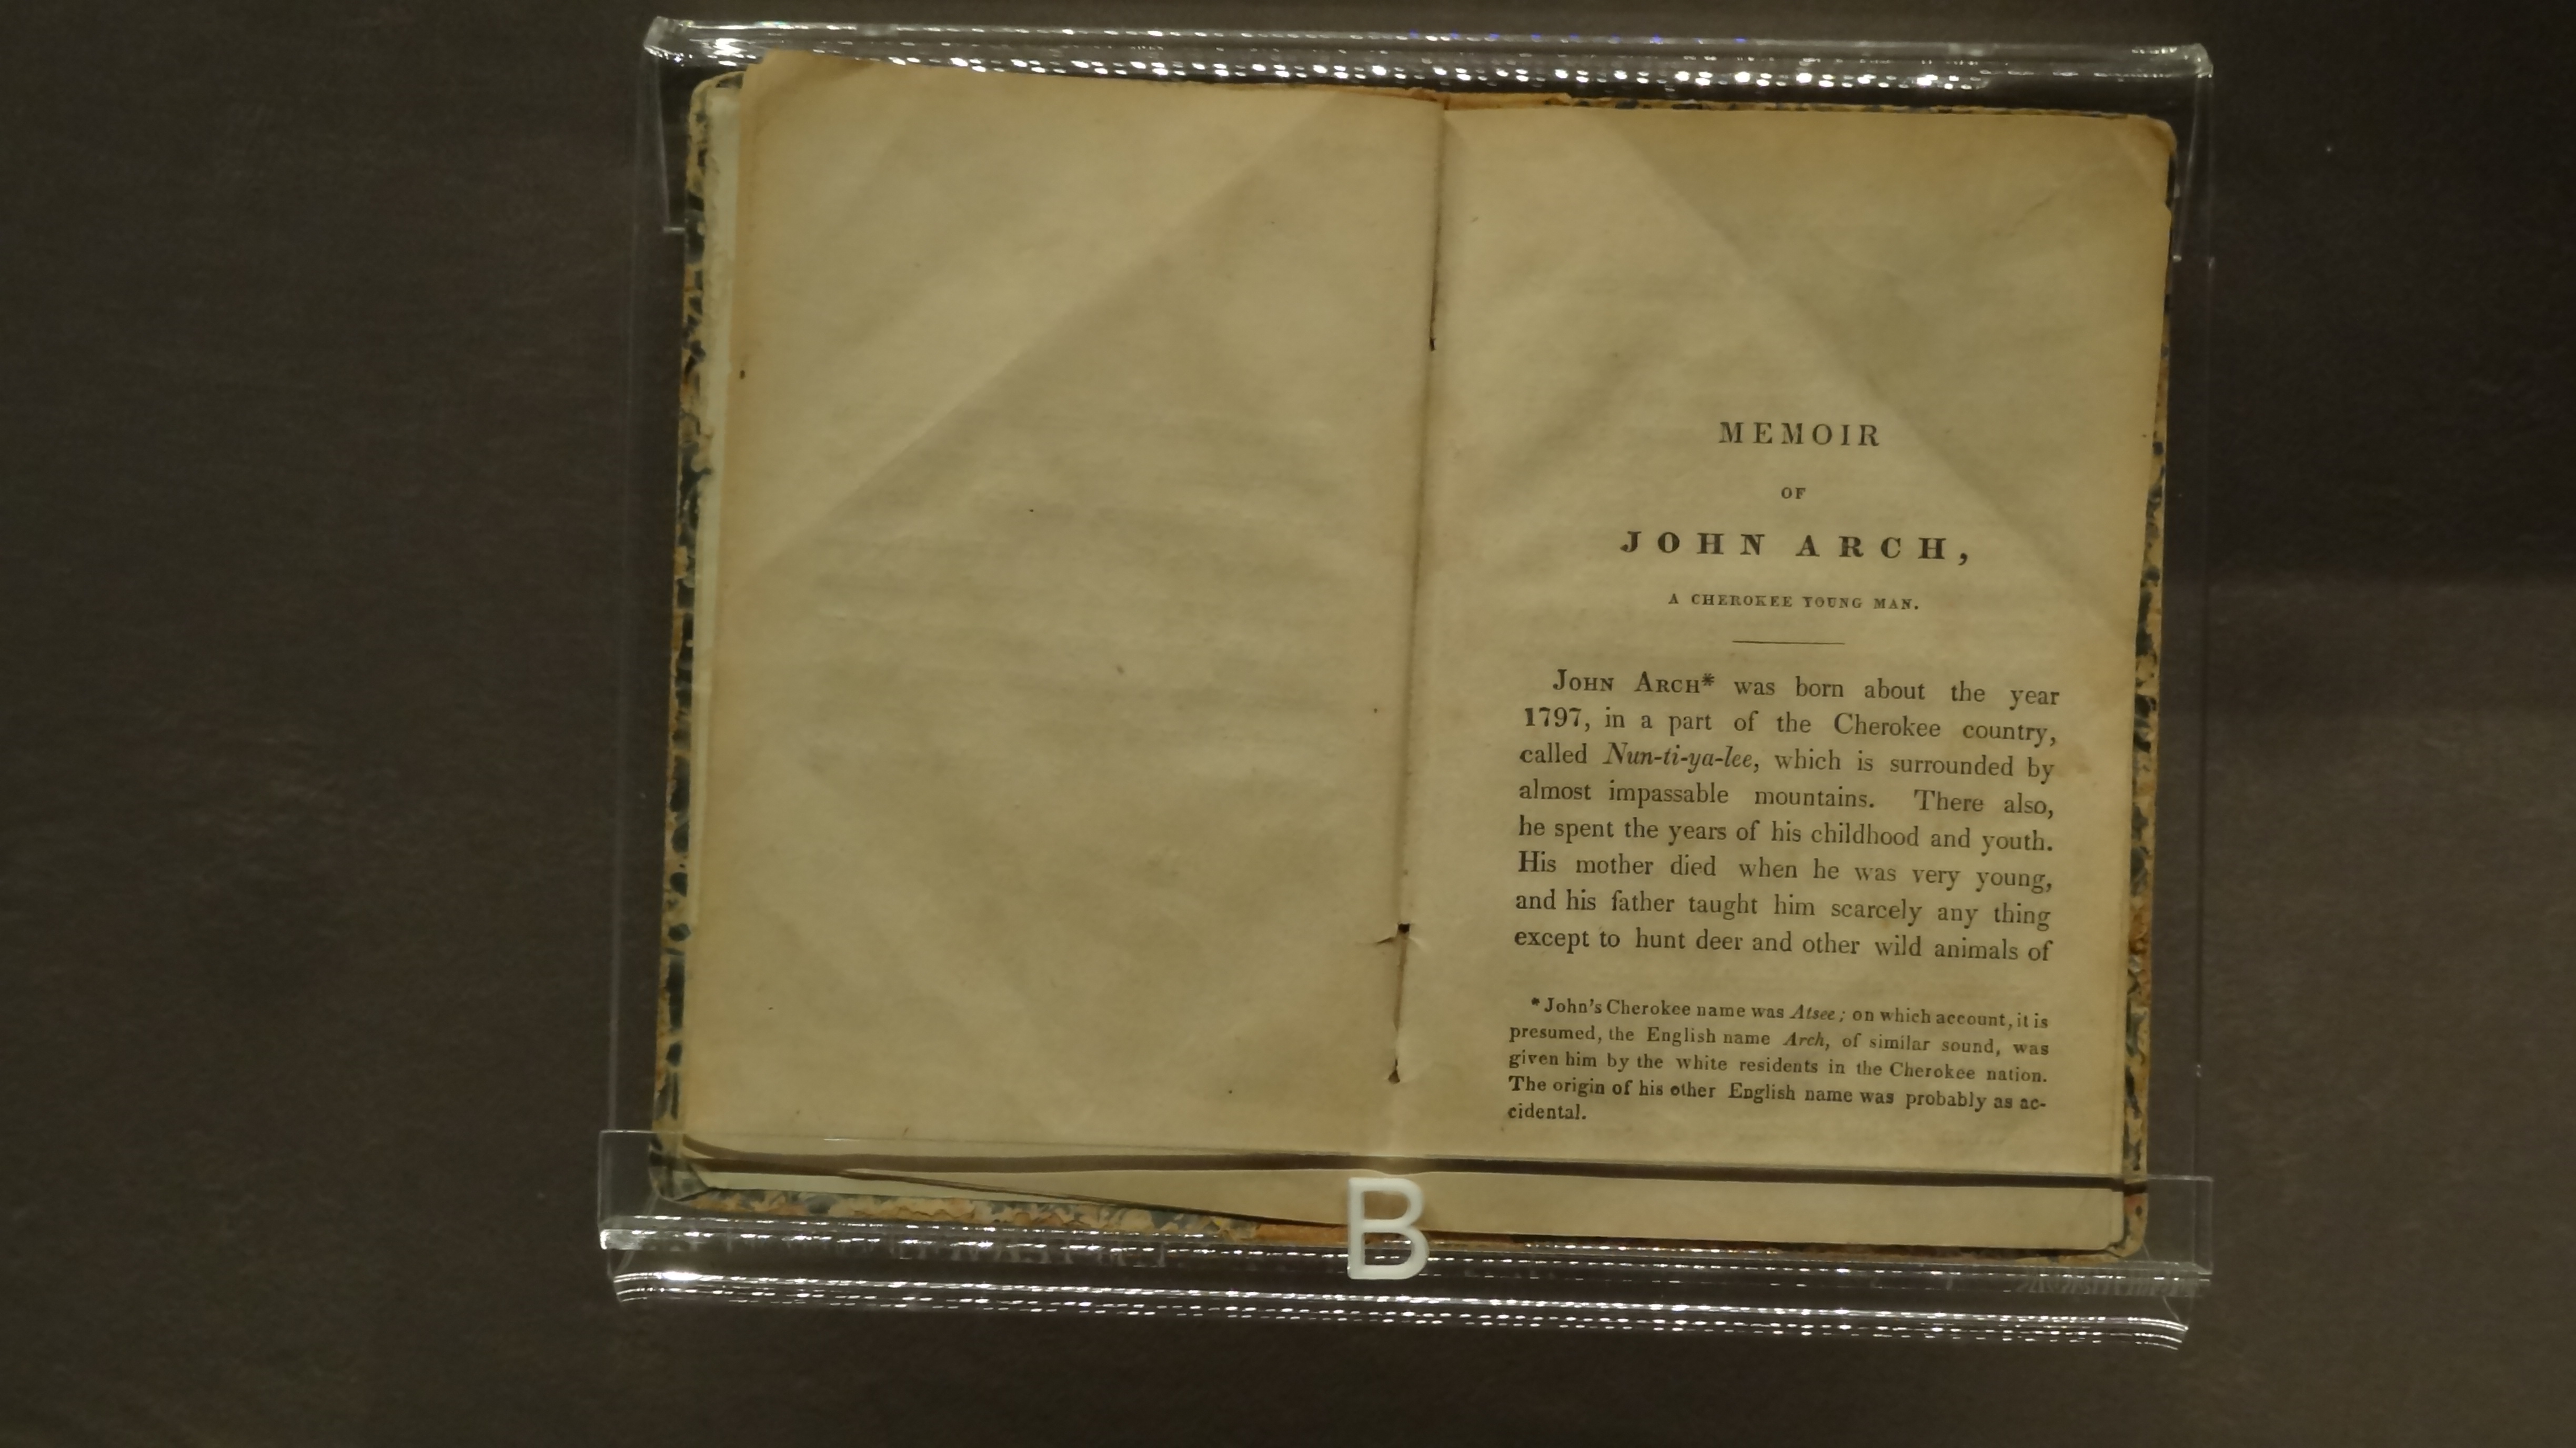 MEMOIR
OF
JOHN ARCH,
A CHEROKEE YOUNG MAN.
JOHN ARCH* was born about the year
1797, in a part of the Cherokee country,
called Nun-ti-ya-lee, which is surrounded by
almost impassable mountains. There also,
he spent the years of his childhood and youth.
His mother died when he was very young,
and his father taught him scarcely any thing
except to hunt deer and other wild animals of
* John's Cherokee name was Atsee; on which account, it is
presumed, the English name Arch, of similar sound, was
given him by the white residents in the Cherokee nation.
The origin of his other English name was probably as ac-
cidental.
B